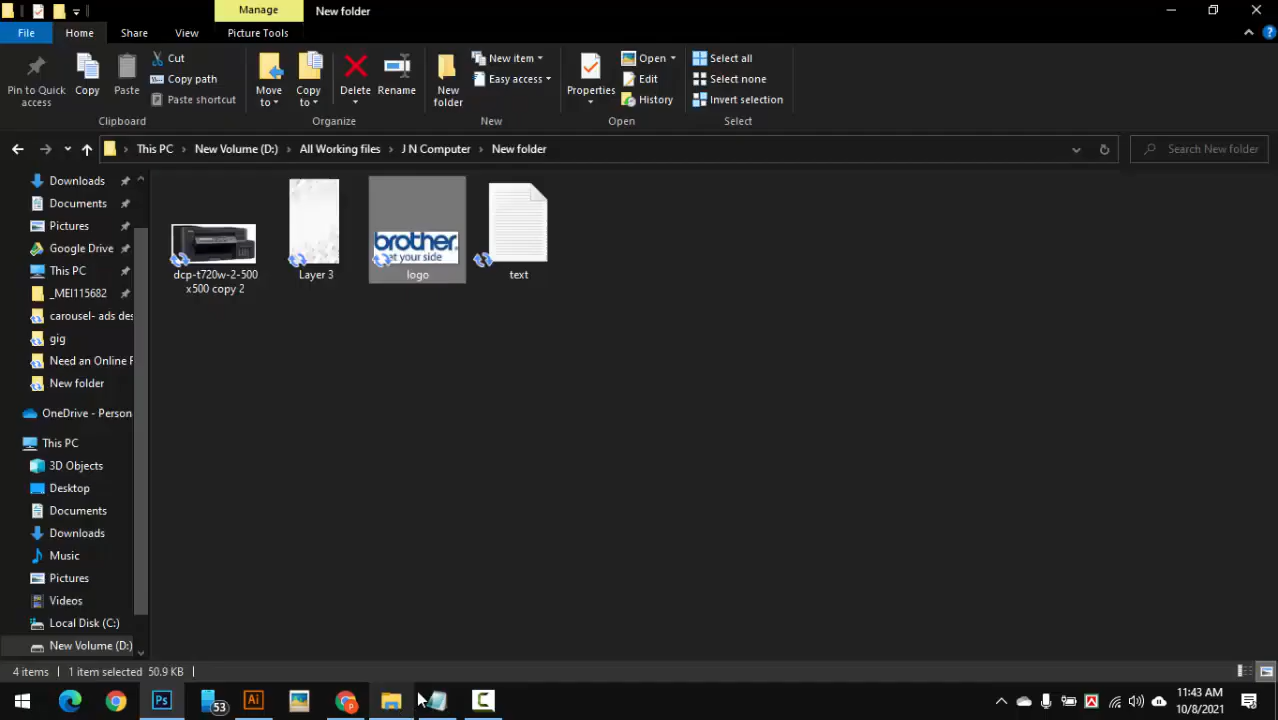 Manage
New folder
File
Home
Share
View
Picture Tools
Pin to Quick
access
Copy
Paste
Cut
Copy path
Paste shortcut
Clipboard
Move
to
Copy
to
Delete
Rename
Organize
New
folder
New item
Easy access
New
Properties
Open
Edit
History
Open
Select all
Select none
Invert selection
Select
This PC
New Volume (D:)
All Working files
J N Computer
New folder
Search New folder
Downloads
Documents
Pictures
Google Drive
This PC
_MEI115682
carousel- ads des
gig
Need an Online F
New folder
OneDrive - Person
This PC
3D Objects
Desktop
Documents
Downloads
Music
Pictures
Videos
Local Disk (C:)
New Volume (D:)
dcp-t720w-2-500
x500 copy 2
Layer 3
brother.
at your side
logo
text
4 items
1 item selected 50.9 KB
Ps
53
Ai
P
C
A
11:43 AM
10/8/2021